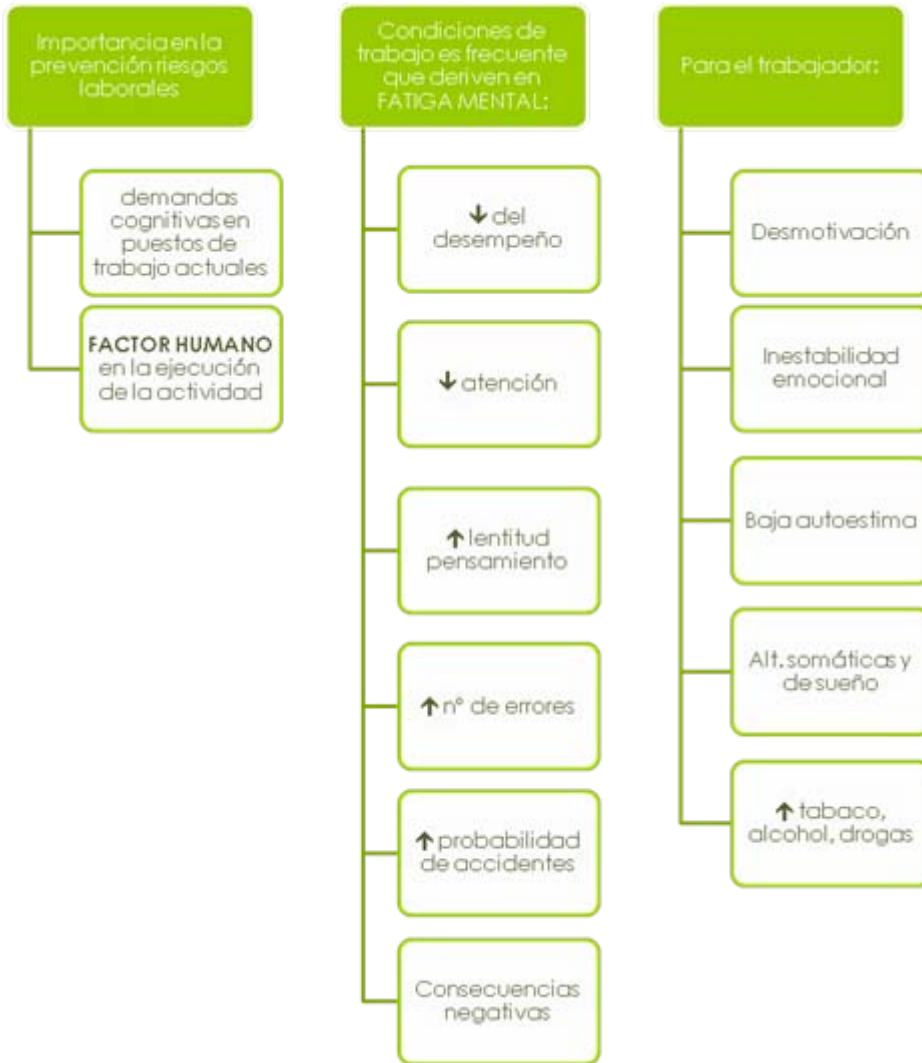 Importancia en la
prevención riesgos
laborales
demandas
cognitivas en
puestos de
trabajo actuales
FACTOR HUMANO
en la ejecución
de la actividad
Condiciones de
trabajo es frecuente
que deriven en
FATIGA MENTAL:
↓ del
desempeño
↓ atención
↑ lentitud
pensamiento
↑ nº de errores
↑ probabilidad
de accidentes
Consecuencias
negativas
Para el trabajador:
Desmotivación
Inestabilidad
emocional
Baja autoestima
Alt. somáticas y
de sueño
↑ tabaco,
alcohol, drogas